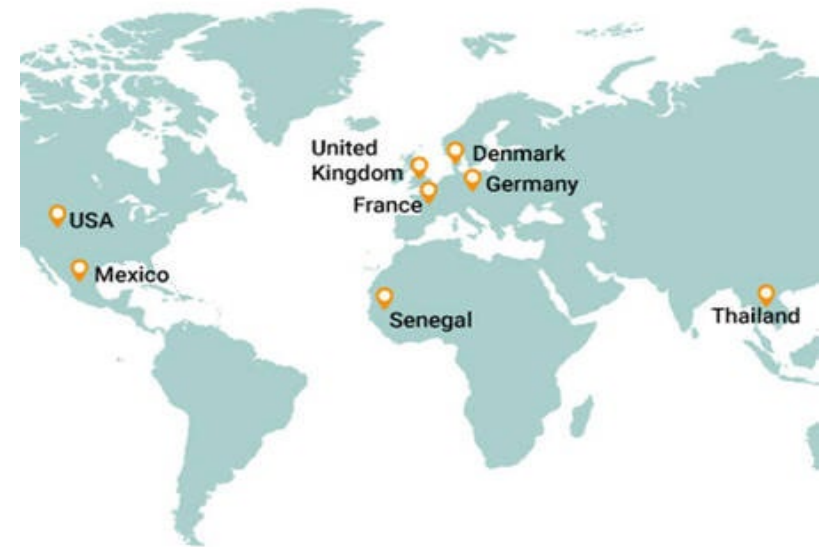 United
Kingdom
Denmark
Germany
France
USA
Mexico
Senegal
Thailand